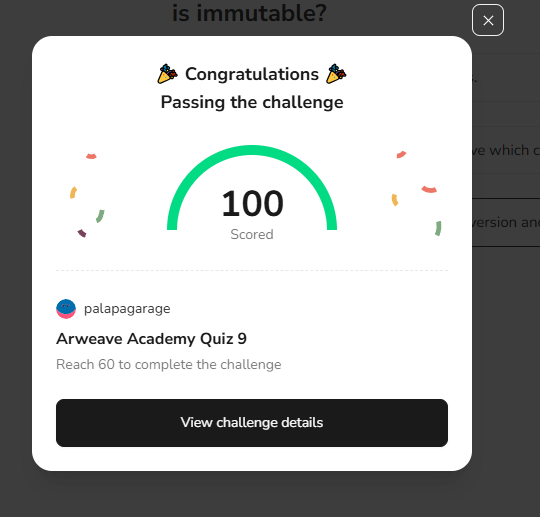 is immutable?
Congratulations
Passing the challenge
100
Scored
palapagarage
Arweave Academy Quiz 9
Reach 60 to complete the challenge
View challenge details
which c
version and